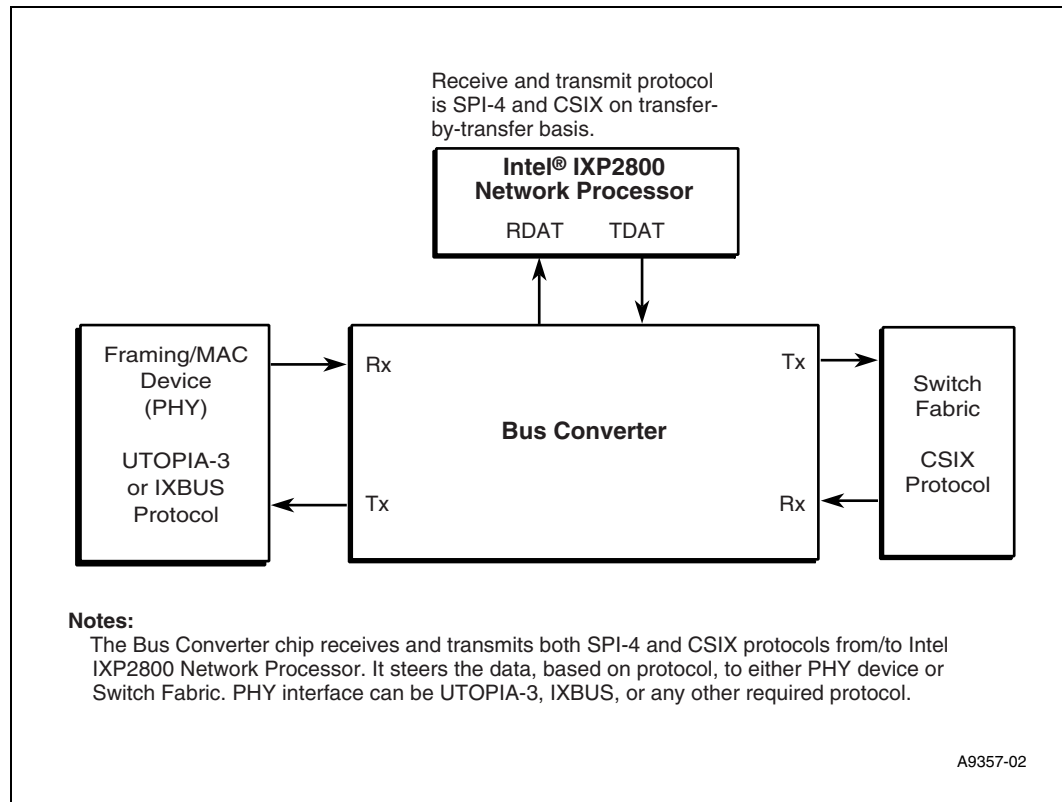 Receive and transmit protocol
is SPI-4 and CSIX on transfer-
by-transfer basis.
Intel® IXP2800
Network Processor
RDAT TDAT
Framing/MAC
Device
(PHY)
UTOPIA-3
or IXBUS
Protocol
Rx
Tx
Bus Converter
Tx
Rx
Switch
Fabric
CSIX
Protocol
Notes:
The Bus Converter chip receives and transmits both SPI-4 and CSIX protocols from/to Intel
IXP2800 Network Processor. It steers the data, based on protocol, to either PHY device or
Switch Fabric. PHY interface can be UTOPIA-3, IXBUS, or any other required protocol.
A9357-02